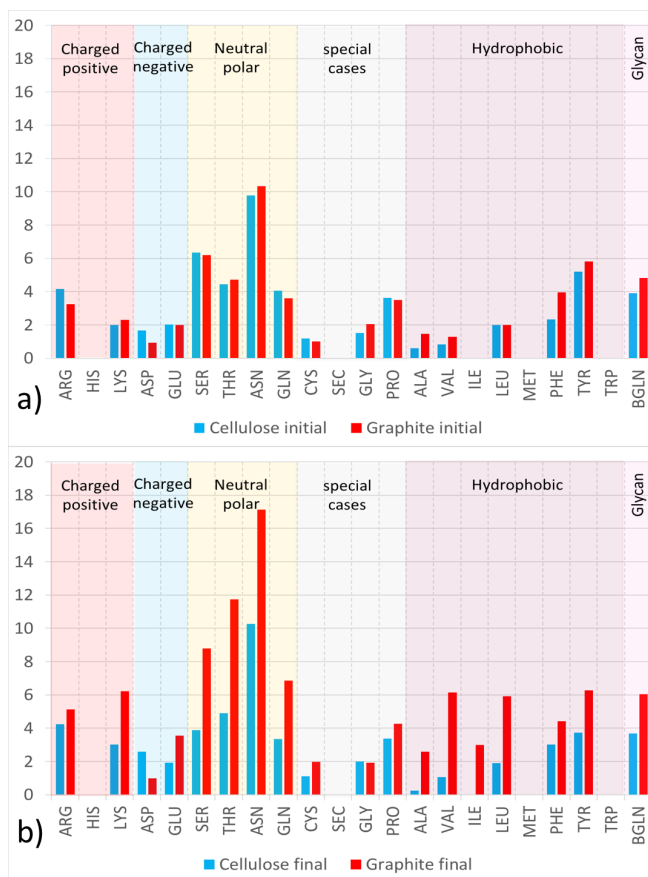 20
18
16
14
12
10
8
6
4
2
0
Charged
positive
Charged
negative
Neutral
polar
special
cases
Hydrophobic
Glycan
ARG HIS LYS ASP GLU SER THR ASN GLN CYS SEC GLY PRO ALA VAL ILE LEU MET PHE TYR TRP BGLN
a)
Cellulose initial Graphite initial
20
18
16
14
12
10
8
6
4
2
0
Charged
positive
Charged
negative
Neutral
polar
special
cases
Hydrophobic
Glycan
ARG HIS LYS ASP GLU SER THR ASN GLN CYS SEC GLY PRO ALA VAL ILE LEU MET PHE TYR TRP BGLN
b)
Cellulose final Graphite final